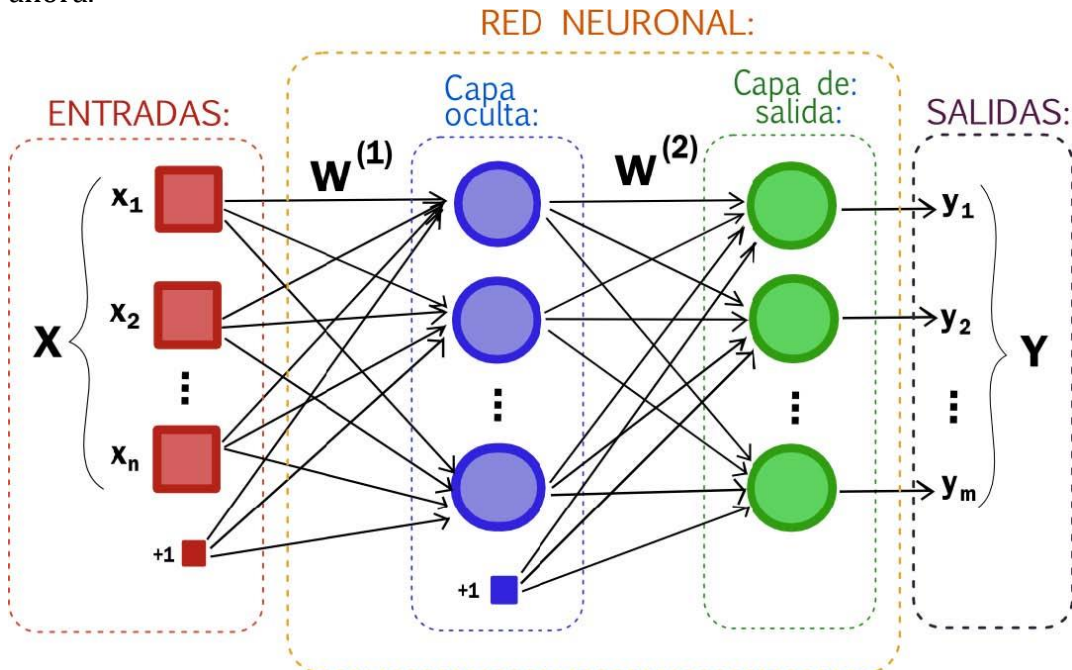 ahora.
RED NEURONAL:
ENTRADAS:
Capa
oculta:
Capa de:
salida:
SALIDAS:
W(1)
W(2)
x1
x2
xn
X
+1
+1
y1
y2
ym
Y